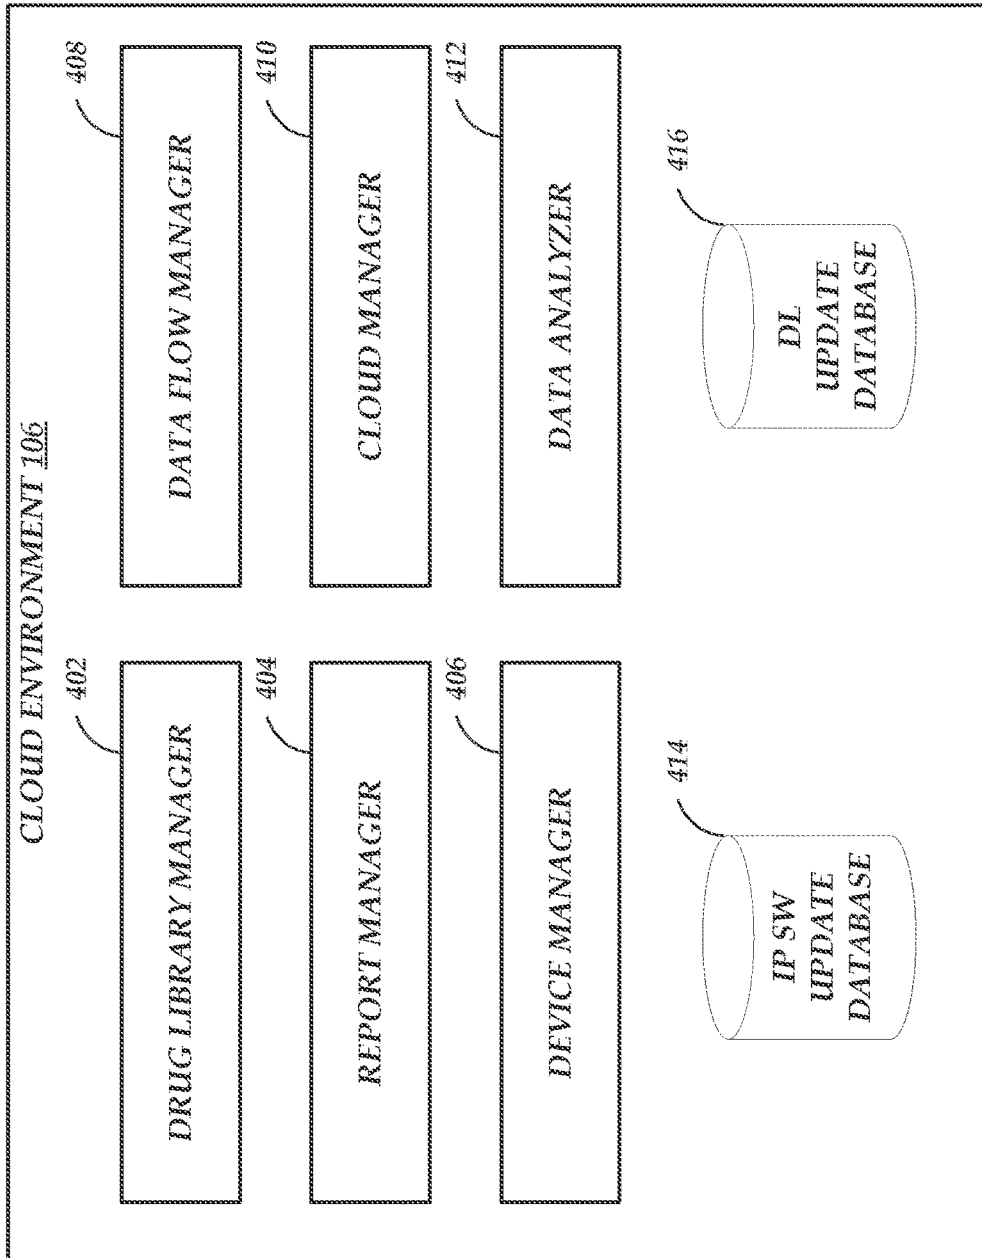 CLOUD ENVIRONMENT 106
402
DRUG LIBRARY MANAGER
408
DATA FLOW MANAGER
404
REPORT MANAGER
410
CLOUD MANAGER
406
DEVICE MANAGER
412
DATA ANALYZER
414
IP SW
UPDATE
DATABASE
416
DL
UPDATE
DATABASE